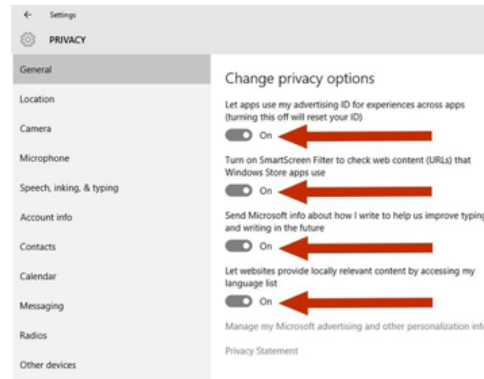 Settings
PRIVACY
General
Location
Camera
Microphone
Speech, inking, & typing
Account info
Contacts
Calendar
Messaging
Radios
Other devices
Change privacy options
Let apps use my advertising ID for experiences across apps
(turning this off will reset your ID)
On
Turn on SmartScreen Filter to check web content (URLs) that
Windows Store apps use
On
Send Microsoft info about how I write to help us improve typing
and writing in the future
On
Let websites provide locally relevant content by accessing my
language list
On
Manage my Microsoft advertising and other personalization info
Privacy Statement